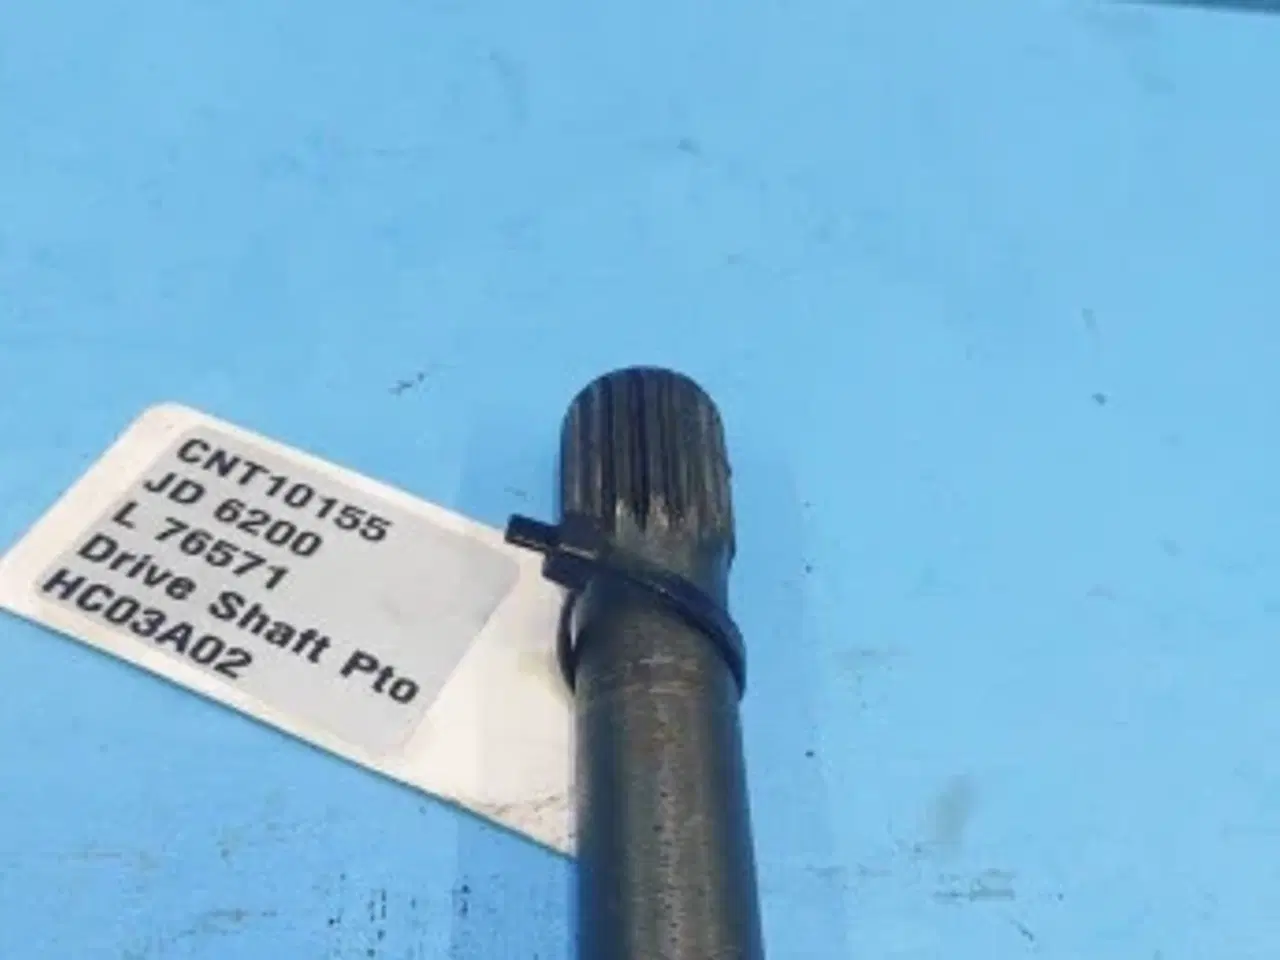 CNT10155
JD 6200
L 76571
Drive Shaft Pto
HC03A02